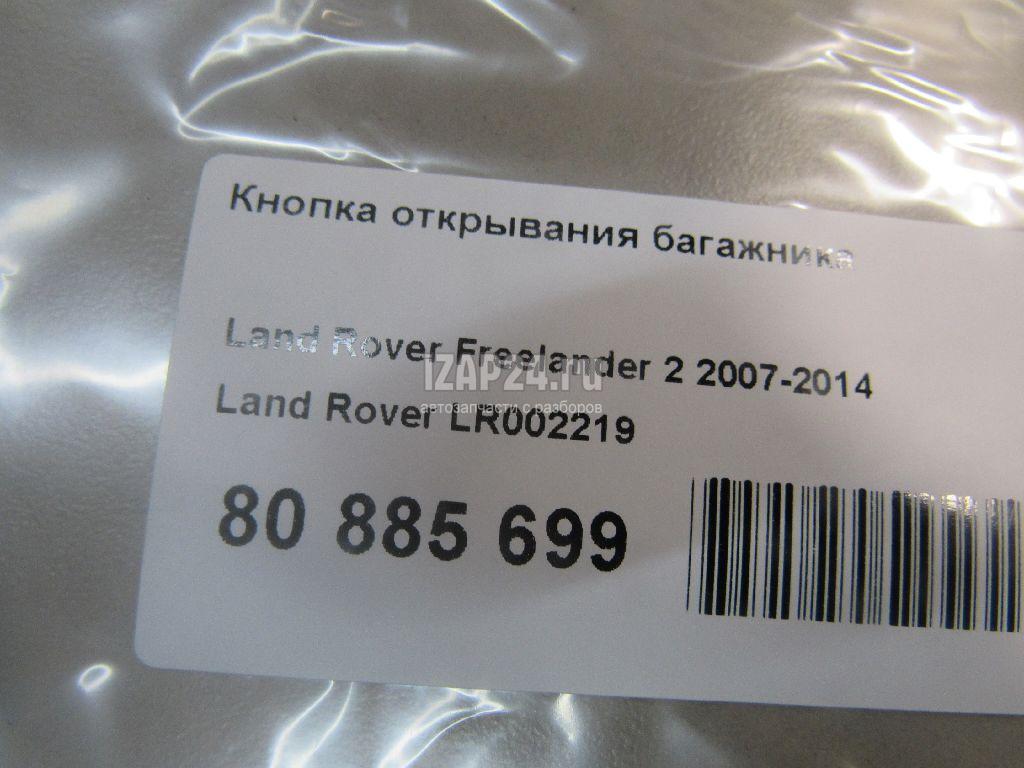 Кнопка открывания багажника
Land Rover Freelander 2 2007-2014
IZAP24.ru
автозапчасти с разборов
Land Rover LR002219
80 885 699